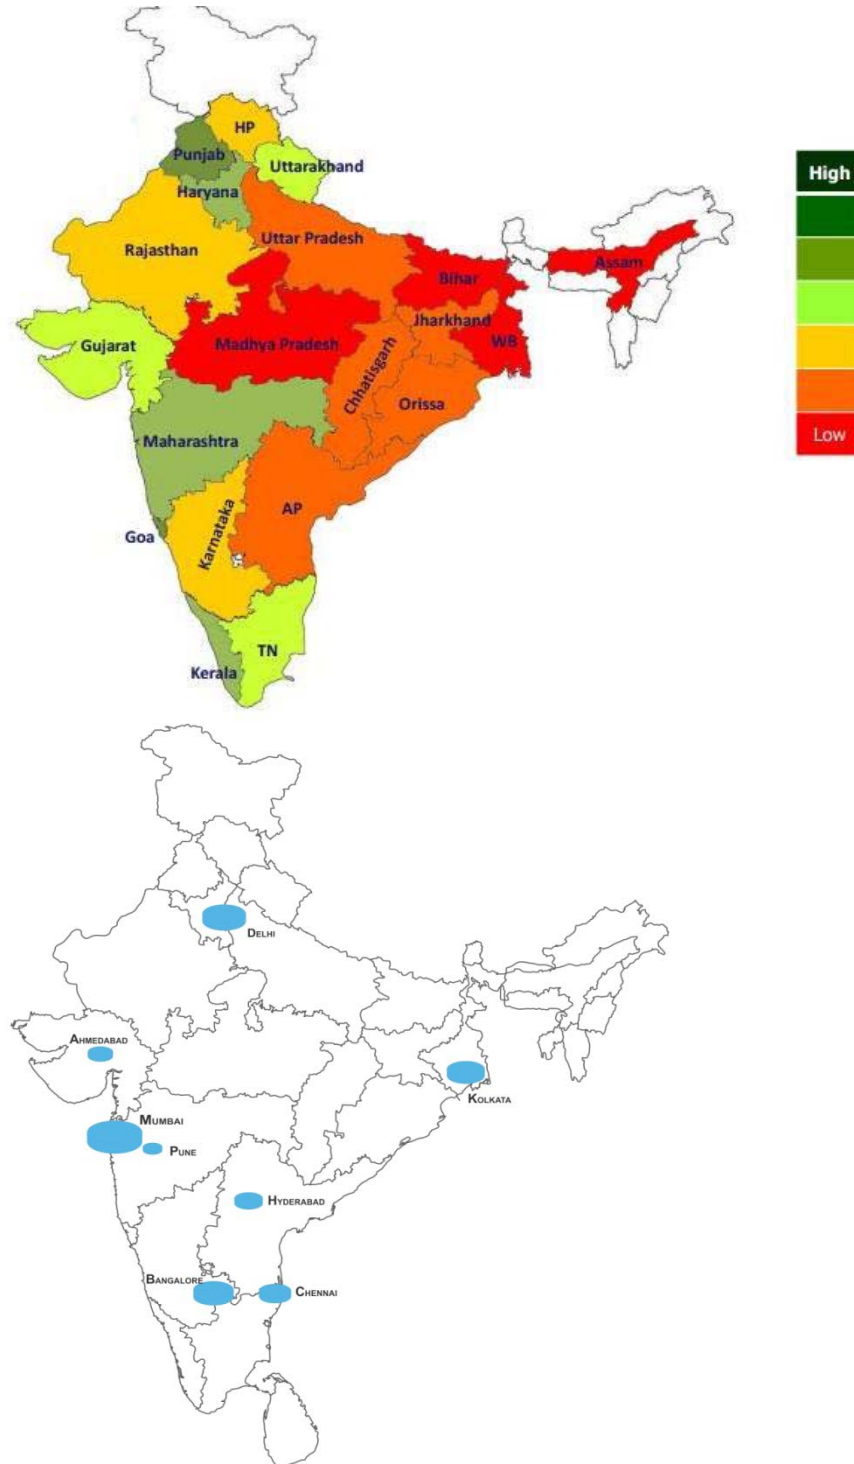 HP
Punjab
Uttarakhand
High
Haryana
Rajasthan
Uttar Pradesh
Assam
Bihar
Jharkhand
Gujarat
Madhya Pradesh
WB
Chhatisgarh
Orissa
Low
Maharashtra
AP
Karnataka
Goa
TN
Kerala
DELHI
AHMEDABAD
KOLKATA
MUMBAI
PUNE
HYDERABAD
BANGALORE
CHENNAI